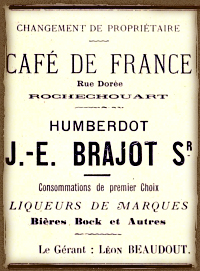 CHANGEMENT DE PROPRIÉTAIRE
CAFÉ DE FRANCE
Rue Dorée
ROCHECHOUART
HUMBERDOT
J.-E. BRAJOT Sr
Consommations de premier Choix
LIQUEURS DE MARQUES
Bières, Bock et Autres
Le Gérant : LÉON BEAUDOUT.